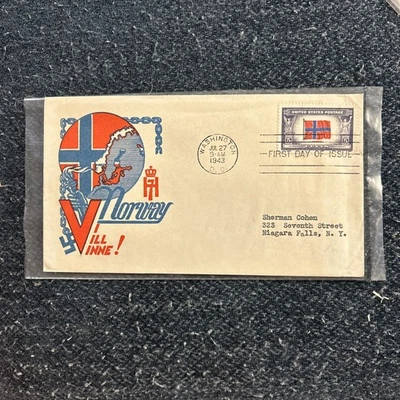 Norway
Vi
Vill
Vinne!
WASHINGTON
JUL 27
9-AM
1943
D.C.
UNITED STATES POSTAGE
FIRST DAY OF ISSUE
Sherman Cohen
323 Seventh Street
Niagara Falls, N. Y.